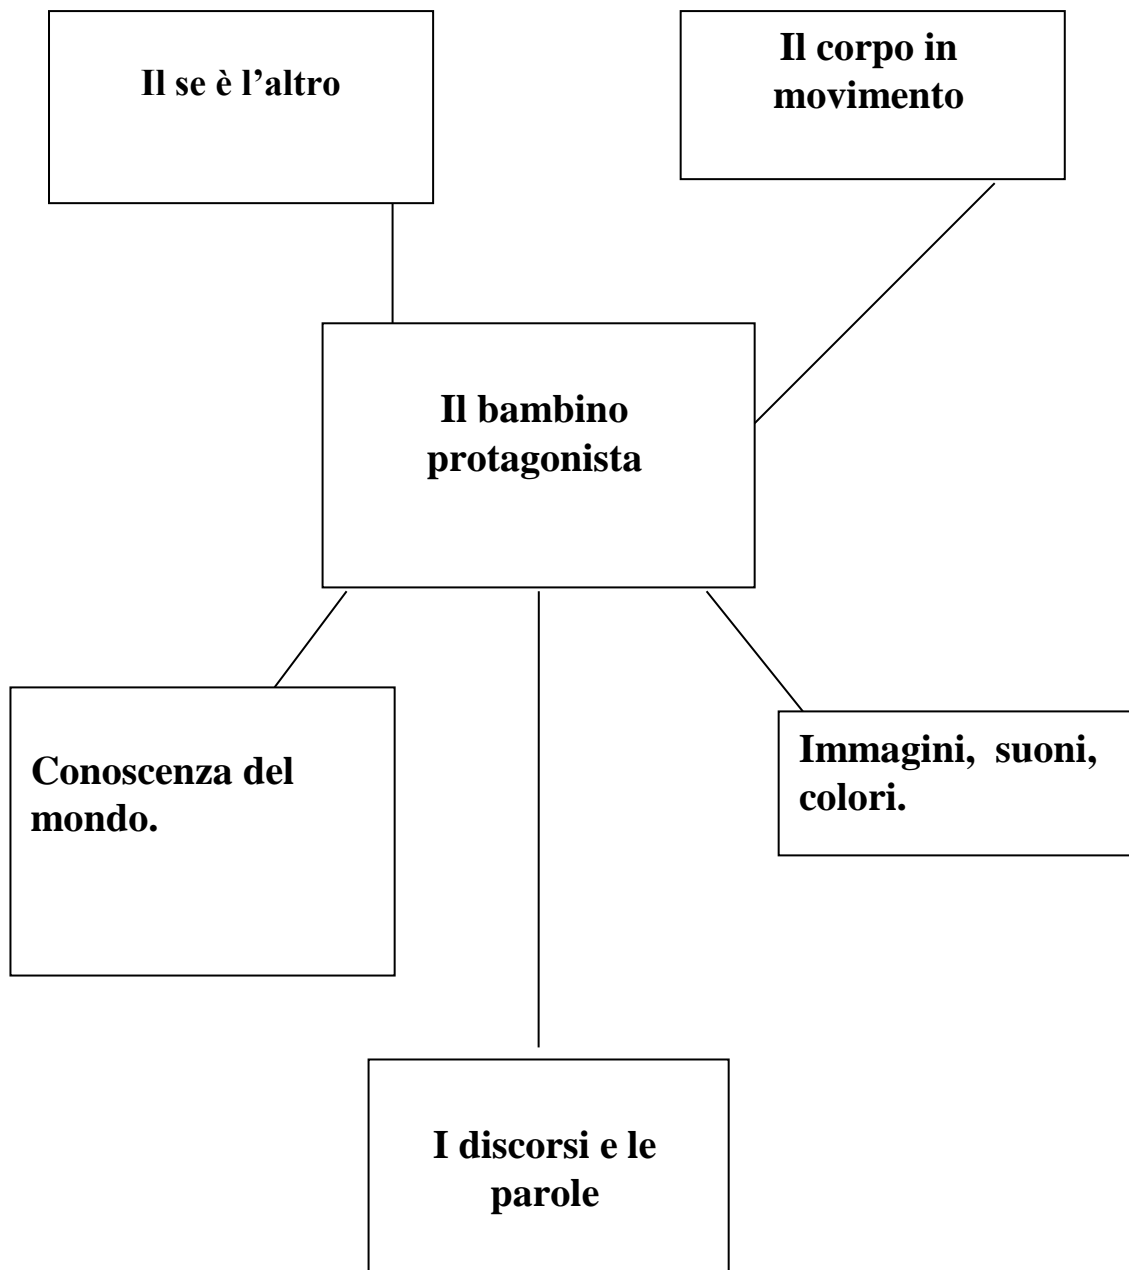 Il se è l’altro
Il corpo in
movimento
Il bambino
protagonista
Conoscenza del
mondo.
Immagini, suoni,
colori.
I discorsi e le
parole